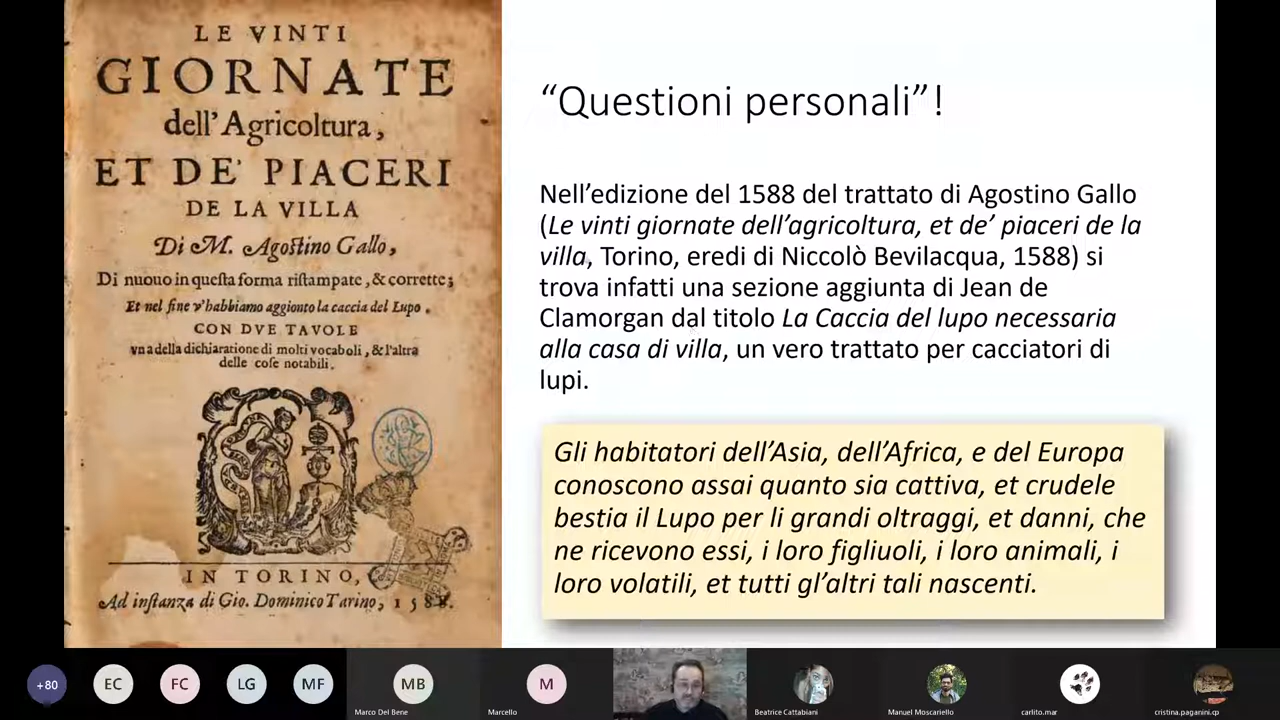 LE VINTI
GIORNATE
dell'Agricoltura,
ET DE' PIACERI
DE LA VILLA
Di M. Agostino Gallo,
Di nuouo in questa forma ristampate, & corrette;
Et nel fine v'habbiamo aggionto la caccia del Lupo.
CON DVE TAVOLE
vna della dichiaratione di molti vocaboli, & l'altra
delle cose notabili.
IN TORINO,
Ad instanza di Gio. Dominico Tarino, 1588.
“Questioni personali”!
Nell’edizione del 1588 del trattato di Agostino Gallo
(Le vinti giornate dell’agricoltura, et de’ piaceri de la
villa, Torino, eredi di Niccolò Bevilacqua, 1588) si
trova infatti una sezione aggiunta di Jean de
Clamorgan dal titolo La Caccia del lupo necessaria
alla casa di villa, un vero trattato per cacciatori di
lupi.
Gli habitatori dell’Asia, dell’Africa, e del Europa
conoscono assai quanto sia cattiva, et crudele
bestia il Lupo per li grandi oltraggi, et danni, che
ne ricevono essi, i loro figliuoli, i loro animali, i
loro volatili, et tutti gl’altri tali nascenti.
+80 EC FC LG MF MB M
Marco Del Bene Marcello Beatrice Cattabiani Manuel Moscariello carlito.mar cristina.paganini.cp